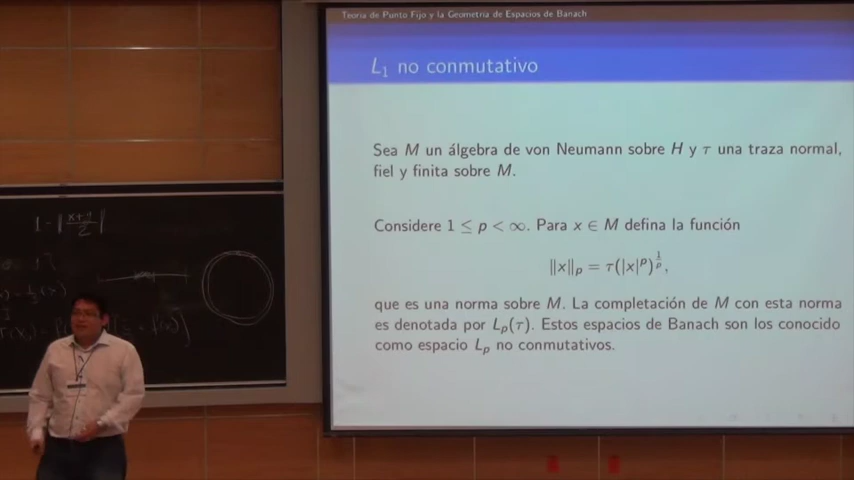 Teoría de Punto Fijo y la Geometría de Espacios de Banach
L₁ no conmutativo
Sea M un álgebra de von Neumann sobre H y τ una traza normal,
fiel y finita sobre M.
Considere 1 ≤ p < ∞. Para x ∈ M defina la función
‖x‖ₚ = τ(|x|ᵖ)^{1/p},
que es una norma sobre M. La completación de M con esta norma
es denotada por Lₚ(τ). Estos espacios de Banach son los conocido
como espacio Lₚ no conmutativos.